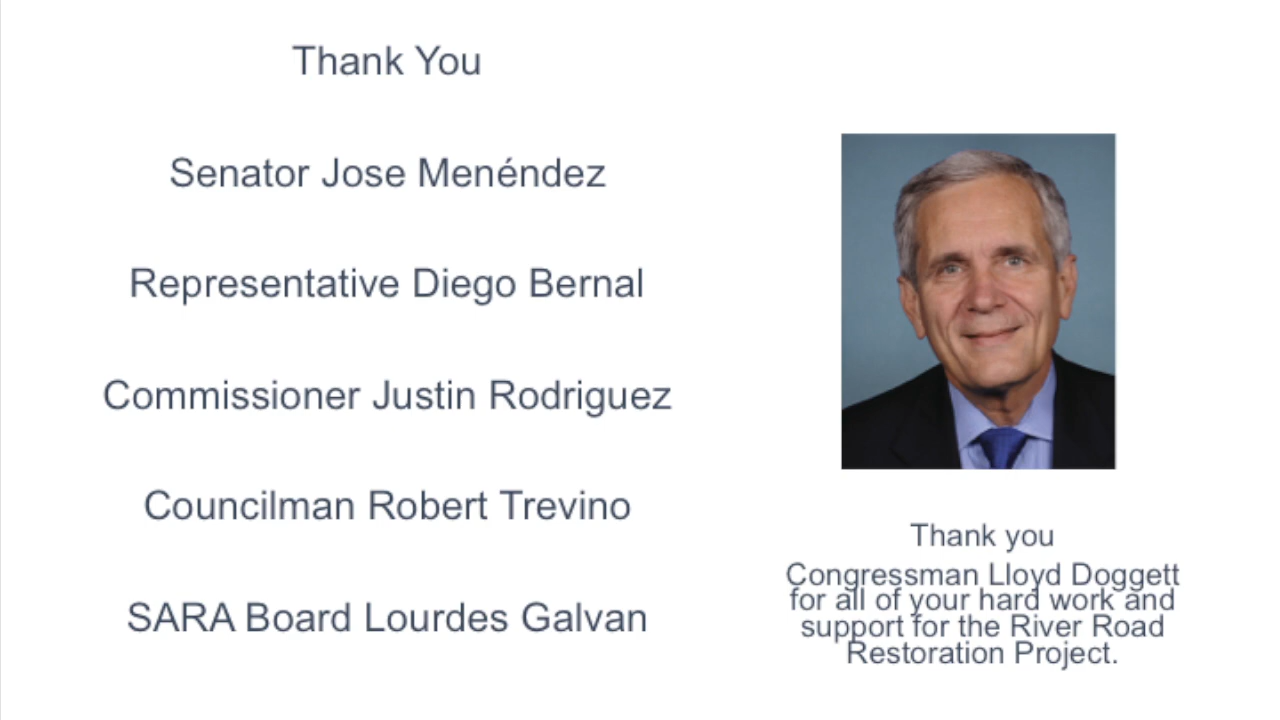 Thank You
Senator Jose Menéndez
Representative Diego Bernal
Commissioner Justin Rodriguez
Councilman Robert Trevino
SARA Board Lourdes Galvan
Thank you
Congressman Lloyd Doggett
for all of your hard work and
support for the River Road
Restoration Project.